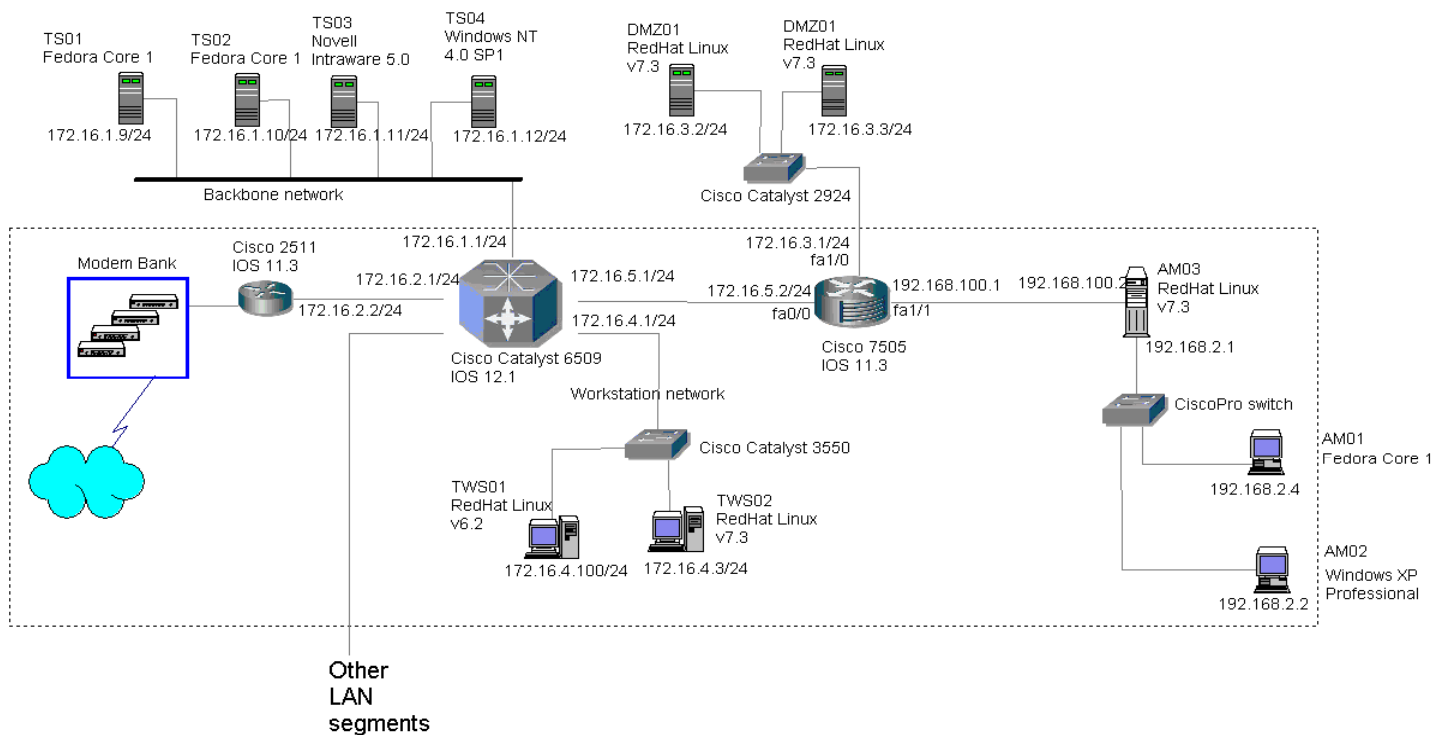 TS01
Fedora Core 1
TS02
Fedora Core 1
TS03
Novell
Intraware 5.0
TS04
Windows NT
4.0 SP1
DMZ01
RedHat Linux
v7.3
DMZ01
RedHat Linux
v7.3
172.16.1.9/24
172.16.1.10/24
172.16.1.11/24
172.16.1.12/24
172.16.3.2/24
172.16.3.3/24
Backbone network
Cisco Catalyst 2924
172.16.1.1/24
172.16.3.1/24
fa1/0
Modem Bank
Cisco 2511
IOS 11.3
172.16.2.1/24
172.16.2.2/24
172.16.5.1/24
172.16.4.1/24
Cisco Catalyst 6509
IOS 12.1
172.16.5.2/24
fa0/0
192.168.100.1
fa1/1
Cisco 7505
IOS 11.3
192.168.100.2
AM03
RedHat Linux
v7.3
192.168.2.1
Workstation network
CiscoPro switch
Cisco Catalyst 3550
AM01
Fedora Core 1
192.168.2.4
TWS01
RedHat Linux
v6.2
172.16.4.100/24
TWS02
RedHat Linux
v7.3
172.16.4.3/24
AM02
Windows XP
Professional
192.168.2.2
Other
LAN
segments